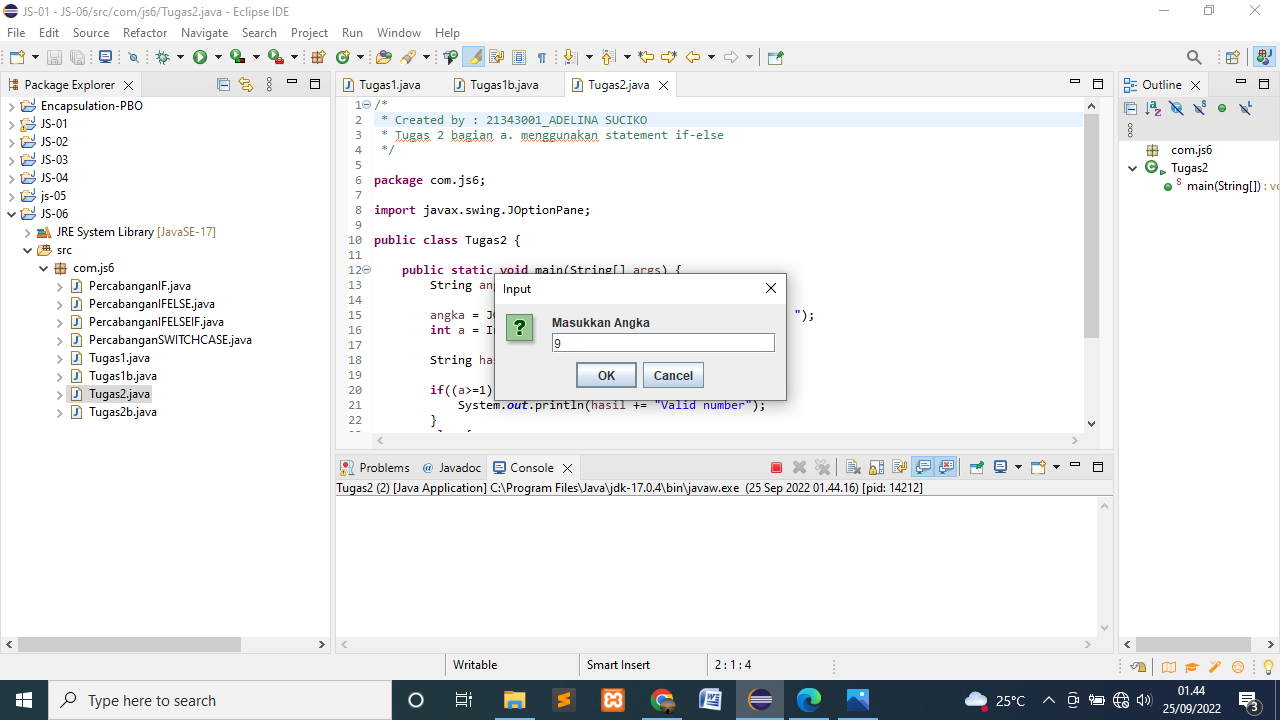 JS-01 - JS-06/src/com/js6/Tugas2.java - Eclipse IDE
File Edit Source Refactor Navigate Search Project Run Window Help
Package Explorer
Encapsulation-PBO
JS-01
JS-02
JS-03
JS-04
js-05
JS-06
JRE System Library [JavaSE-17]
src
com.js6
PercabanganIF.java
PercabanganIFELSE.java
PercabanganIFELSEIF.java
PercabanganSWITCHCASE.java
Tugas1.java
Tugas1b.java
Tugas2.java
Tugas2b.java
Tugas1.java Tugas1b.java Tugas2.java
1 /*
2 * Created by : 21343001_ADELINA SUCIKO
3 * Tugas 2 bagian a. menggunakan statement if-else
4 */
5
6 package com.js6;
7
8 import javax.swing.JOptionPane;
9
10 public class Tugas2 {
11
12 public static void main(String[] args) {
13 String ang
14
15 angka = JO ");
16 int a = I
17
18 String has
19
20 if((a>=1)
21 System.out.println(hasil += "Valid number");
22 }
Input
Masukkan Angka
9
OK Cancel
Outline
com.js6
Tugas2
main(String[]) : vo
Problems Javadoc Console
Tugas2 (2) [Java Application] C:\Program Files\Java\jdk-17.0.4\bin\javaw.exe (25 Sep 2022 01.44.16) [pid: 14212]
Writable Smart Insert 2 : 1 : 4
Type here to search
25°C
01.44
25/09/2022
3